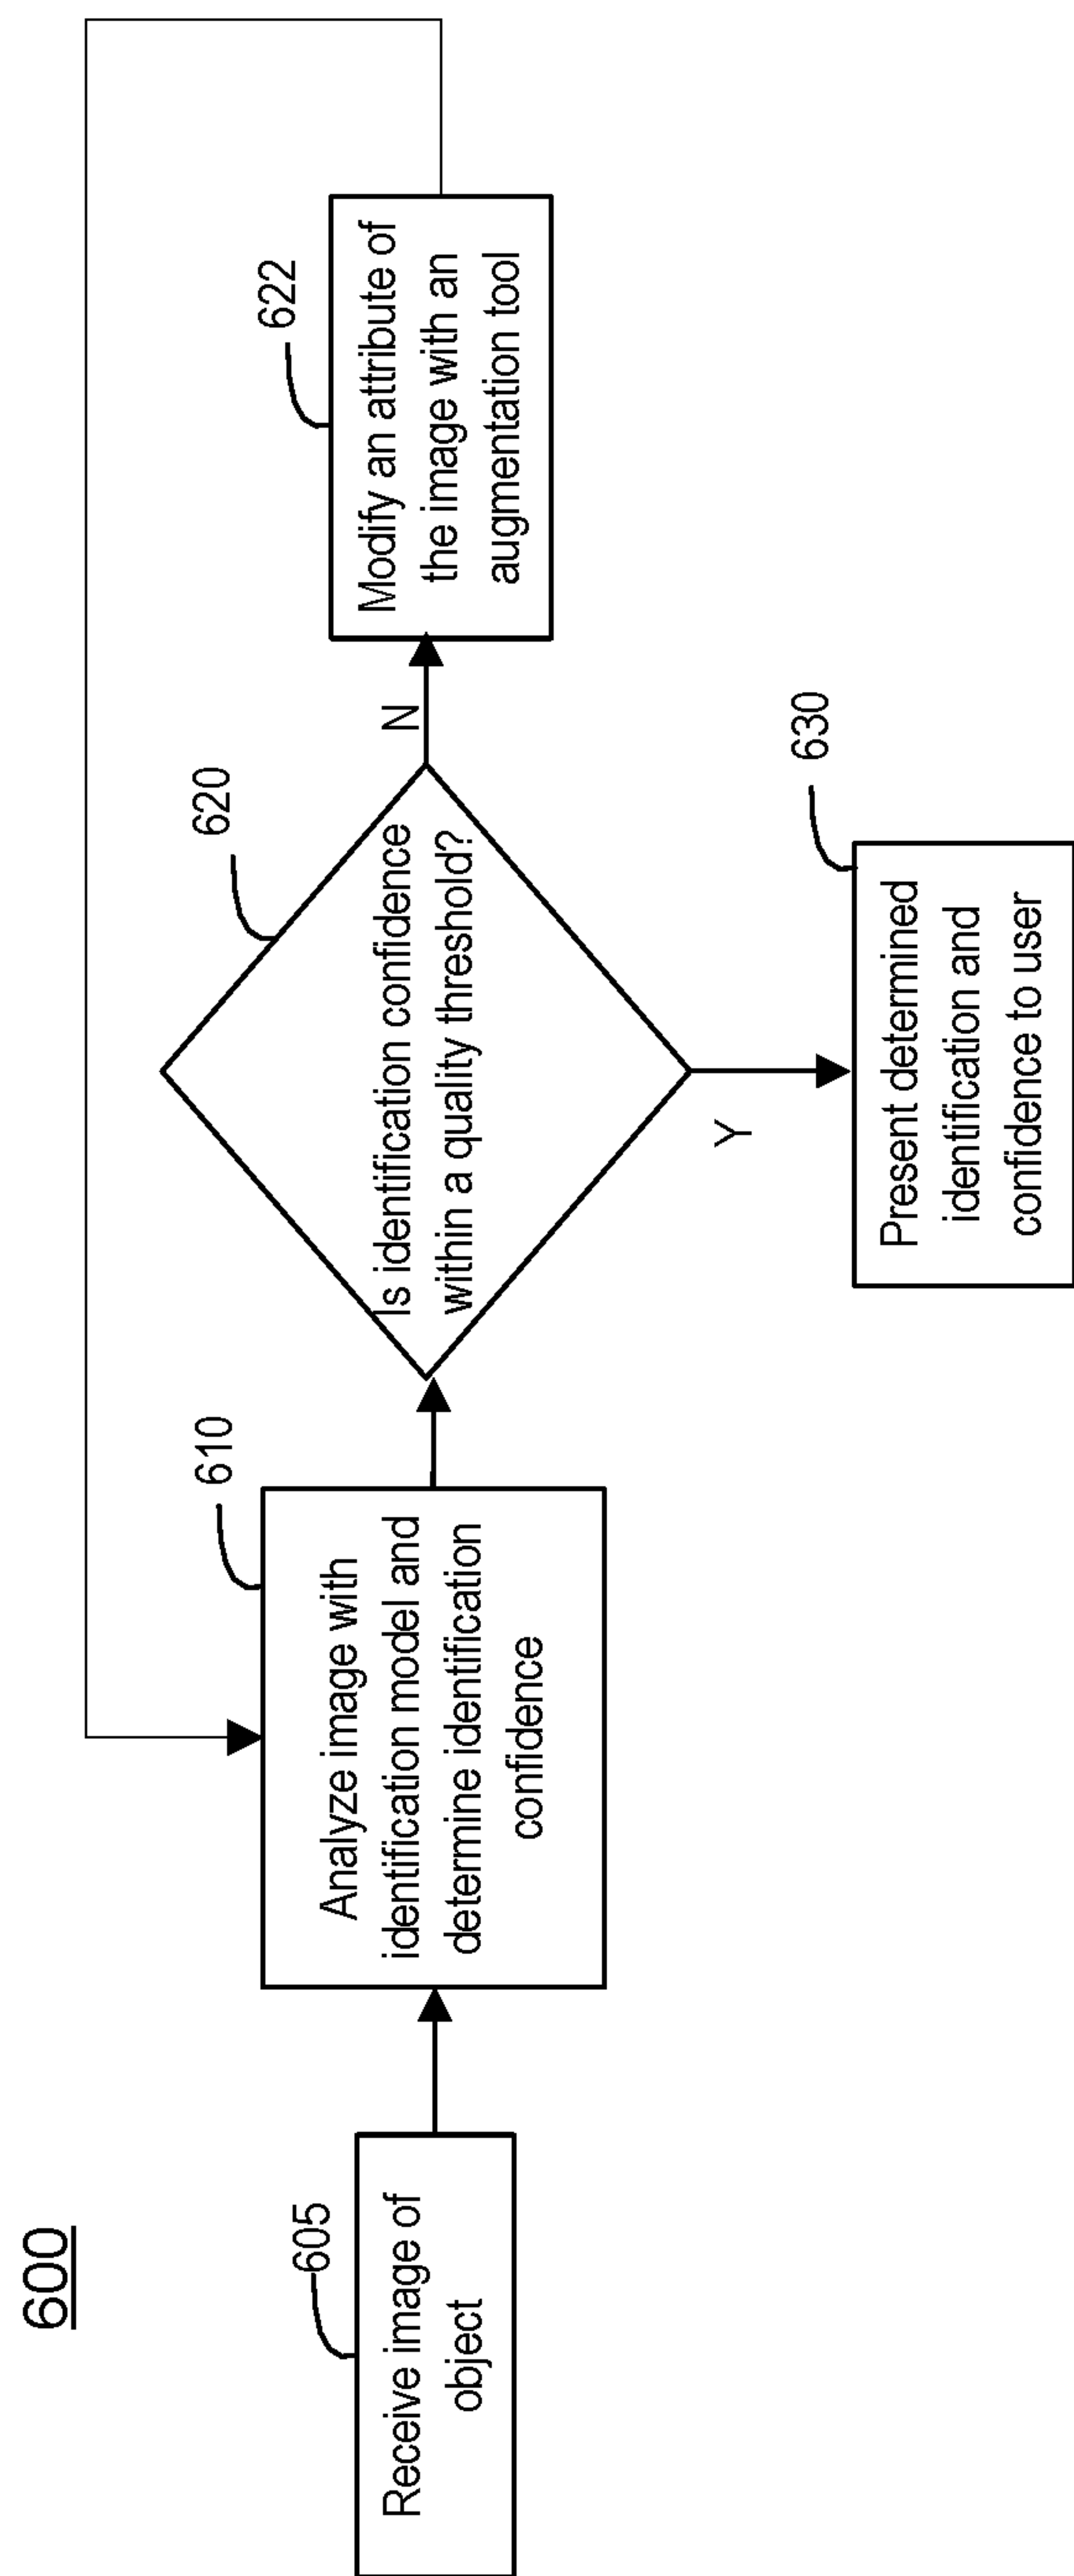 600
605
Receive image of
object
610
Analyze image with
identification model and
determine identification
confidence
620
Is identification confidence
within a quality threshold?
N
622
Modify an attribute of
the image with an
augmentation tool
Y
630
Present determined
identification and
confidence to user